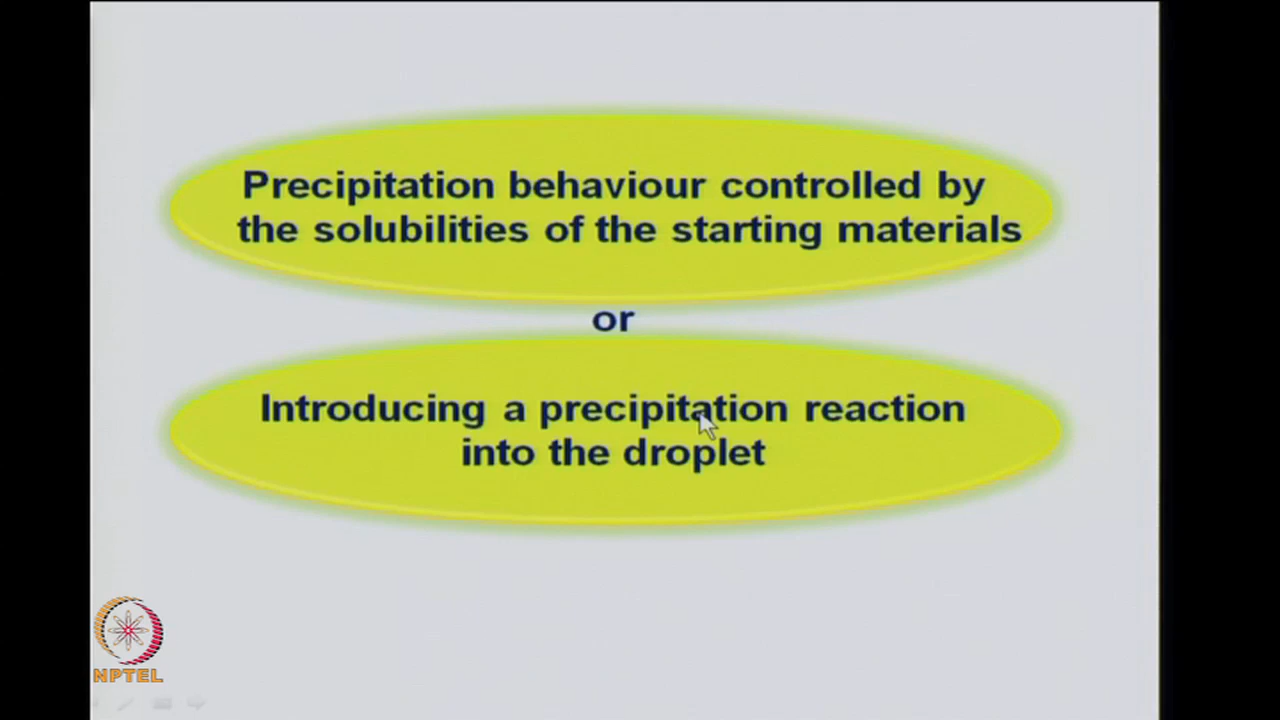 Precipitation behaviour controlled by
the solubilities of the starting materials
or
Introducing a precipitation reaction
into the droplet
NPTEL